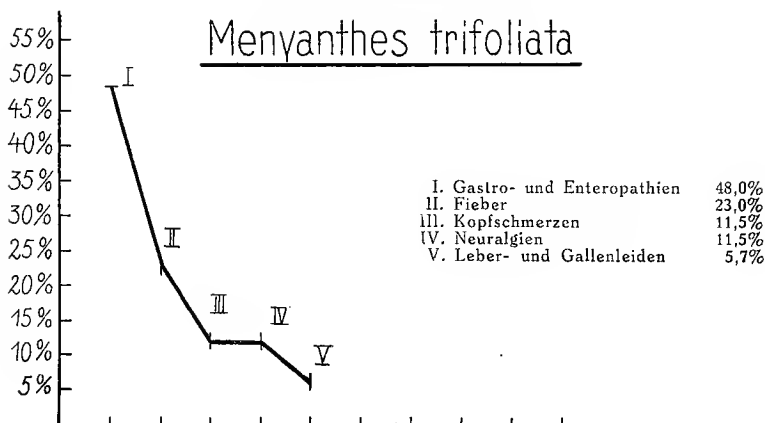 Menyanthes trifoliata
55%
50%
45%
40%
35%
30%
25%
20%
15%
10%
5%
I
II
III
IV
V
I. Gastro- und Enteropathien 48,0%
II. Fieber 23,0%
III. Kopfschmerzen 11,5%
IV. Neuralgien 11,5%
V. Leber- und Gallenleiden 5,7%